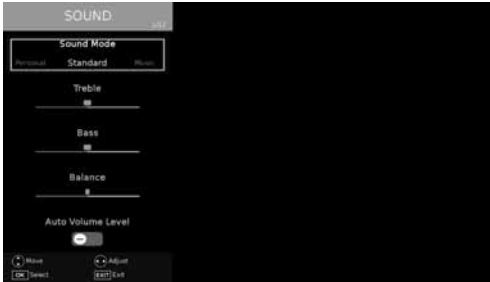 SOUND
Sound Mode
Personal Standard Music
Treble
Bass
Balance
Auto Volume Level
Move Adjust
OK Select EXIT Exit